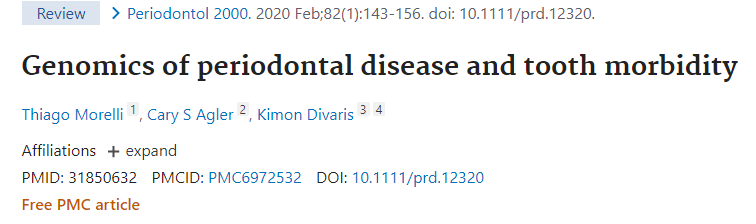 Review > Periodontol 2000. 2020 Feb;82(1):143-156. doi: 10.1111/prd.12320.
Genomics of periodontal disease and tooth morbidity
Thiago Morelli 1, Cary S Agler 2, Kimon Divaris 3 4
Affiliations + expand
PMID: 31850632 PMCID: PMC6972532 DOI: 10.1111/prd.12320
Free PMC article